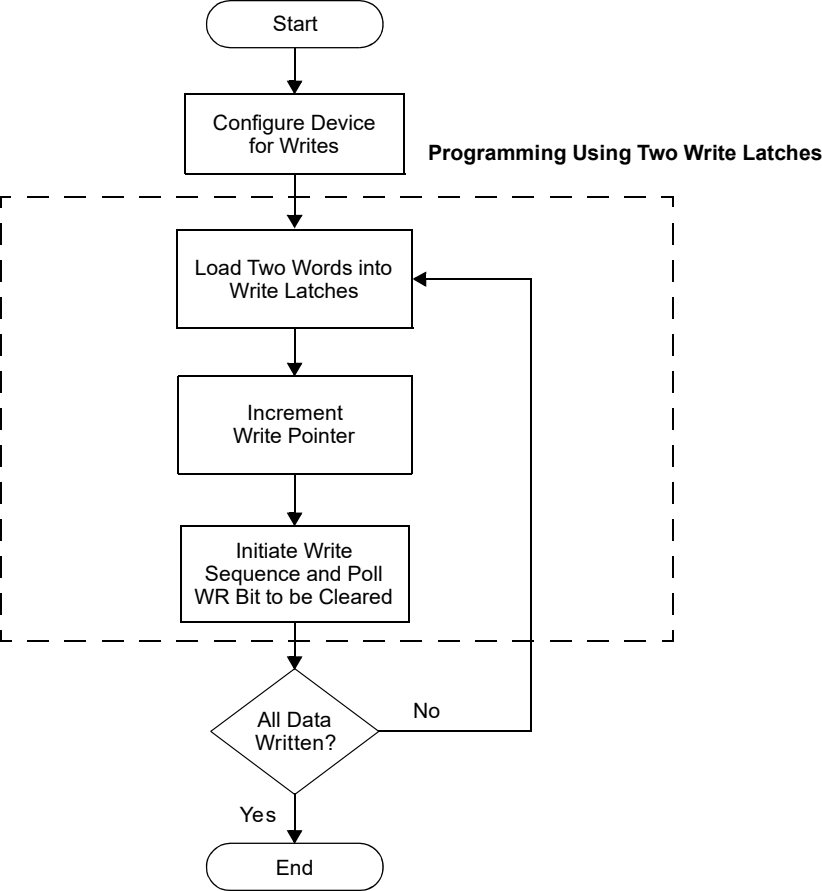 Start
Configure Device
for Writes
Programming Using Two Write Latches
Load Two Words into
Write Latches
Increment
Write Pointer
Initiate Write
Sequence and Poll
WR Bit to be Cleared
All Data
Written?
No
Yes
End